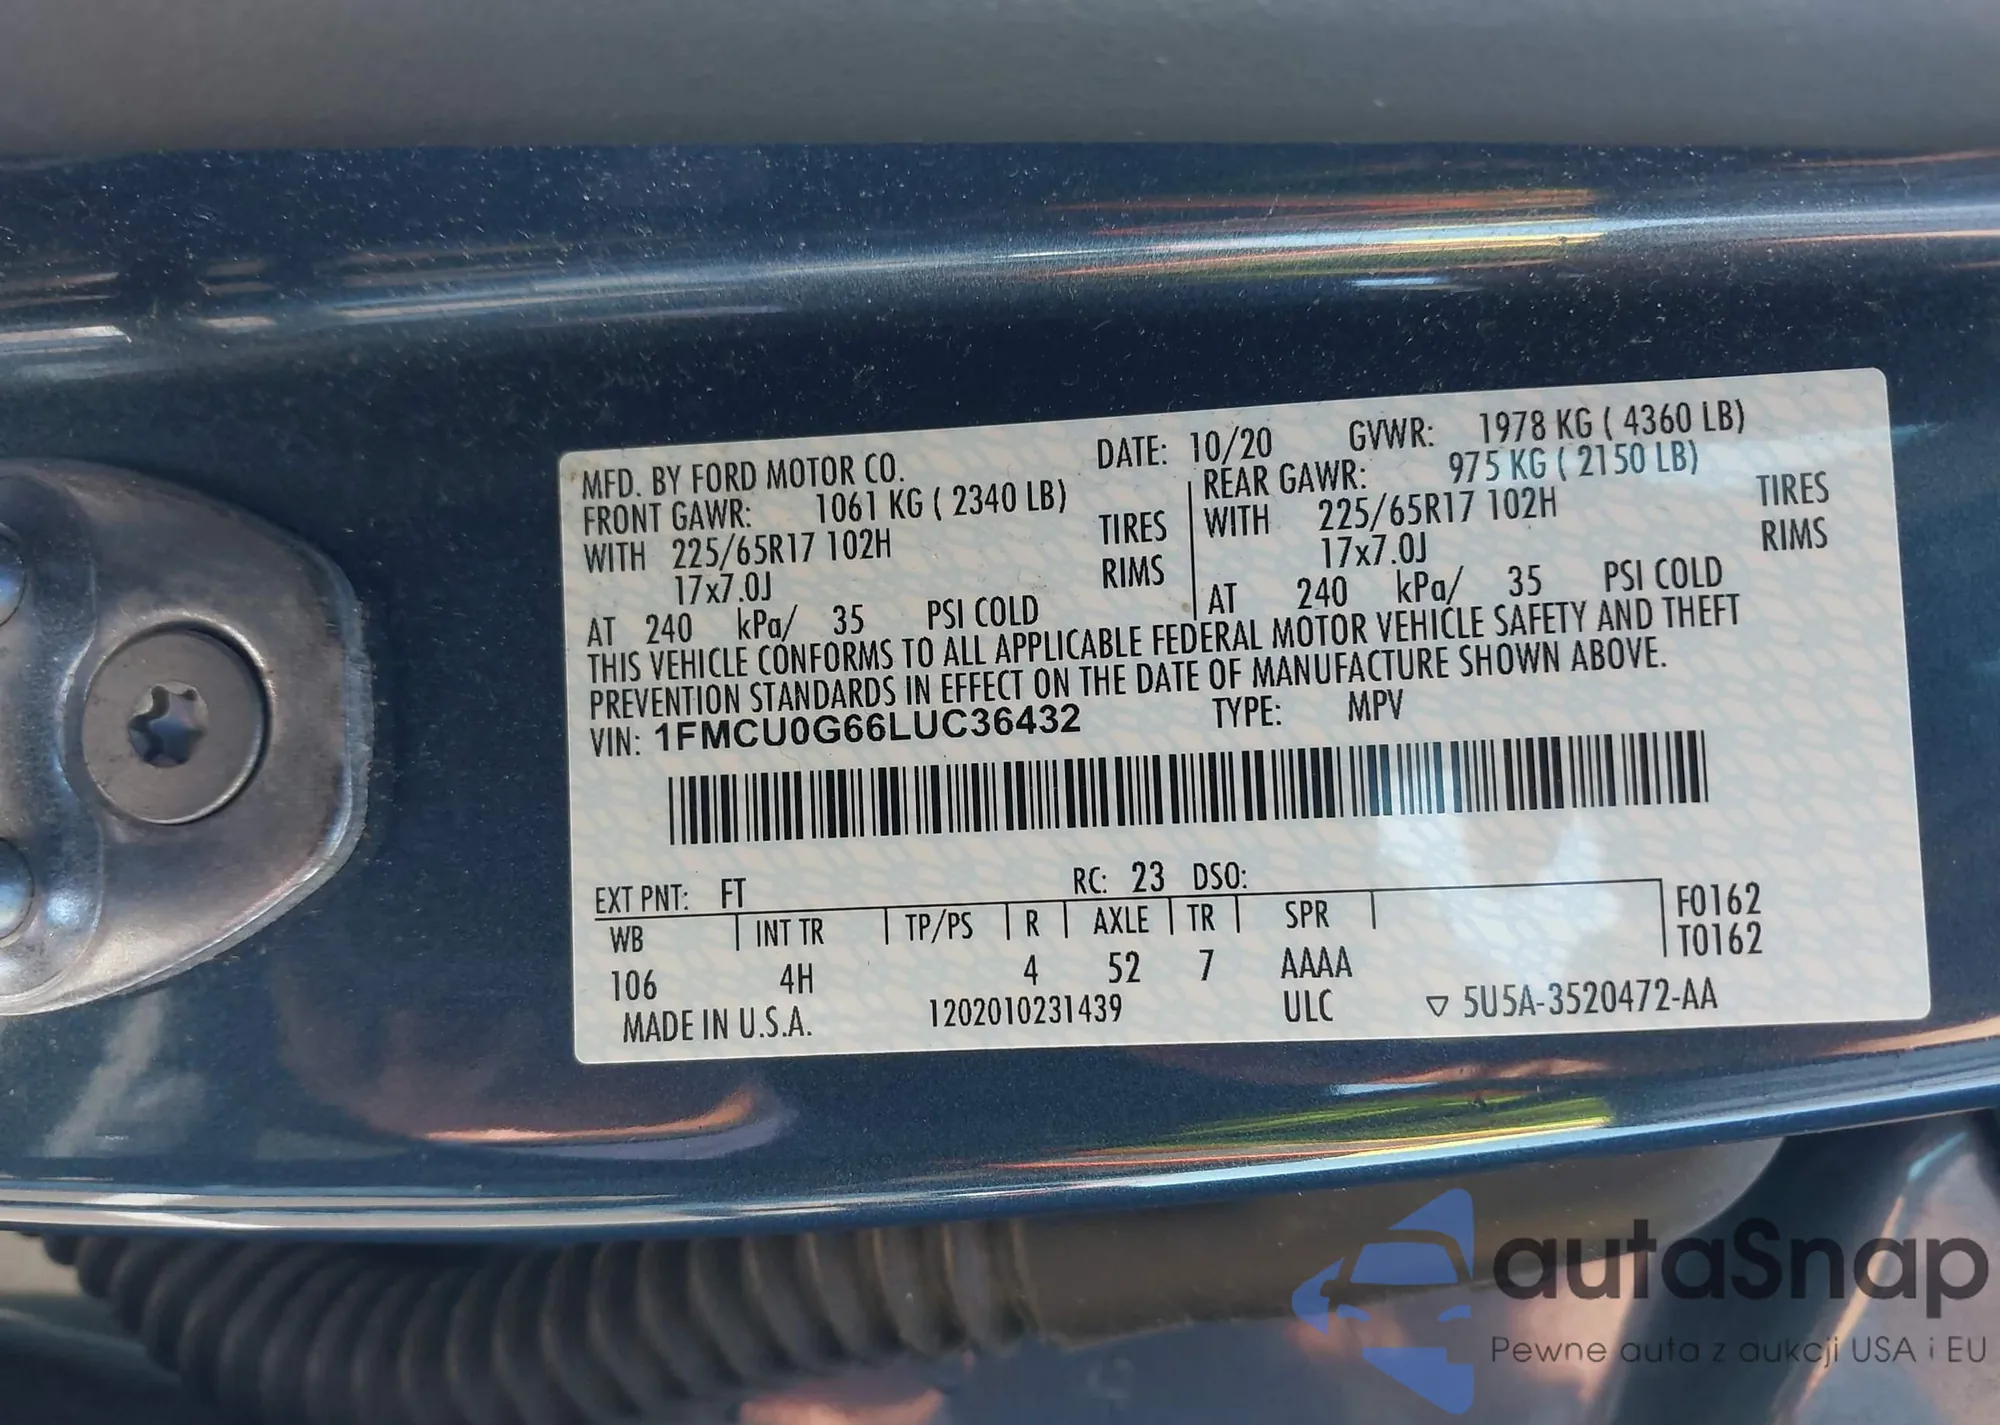 MFD. BY FORD MOTOR CO. DATE: 10/20 GVWR: 1978 KG ( 4360 LB)
FRONT GAWR: 1061 KG ( 2340 LB) REAR GAWR: 975 KG ( 2150 LB)
WITH 225/65R17 102H TIRES WITH 225/65R17 102H TIRES
17x7.0J RIMS 17x7.0J RIMS
AT 240 kPa/ 35 PSI COLD AT 240 kPa/ 35 PSI COLD
THIS VEHICLE CONFORMS TO ALL APPLICABLE FEDERAL MOTOR VEHICLE SAFETY AND THEFT
PREVENTION STANDARDS IN EFFECT ON THE DATE OF MANUFACTURE SHOWN ABOVE.
VIN: 1FMCU0G66LUC36432 TYPE: MPV
EXT PNT: FT RC: 23 DSO:
WB INT TR TP/PS R AXLE TR SPR F0162
T0162
106 4H 4 52 7 AAAA
MADE IN U.S.A. 1202010231439 ULC ▽ 5U5A-3520472-AA
autaSnap
Pewne auta z aukcji USA i EU